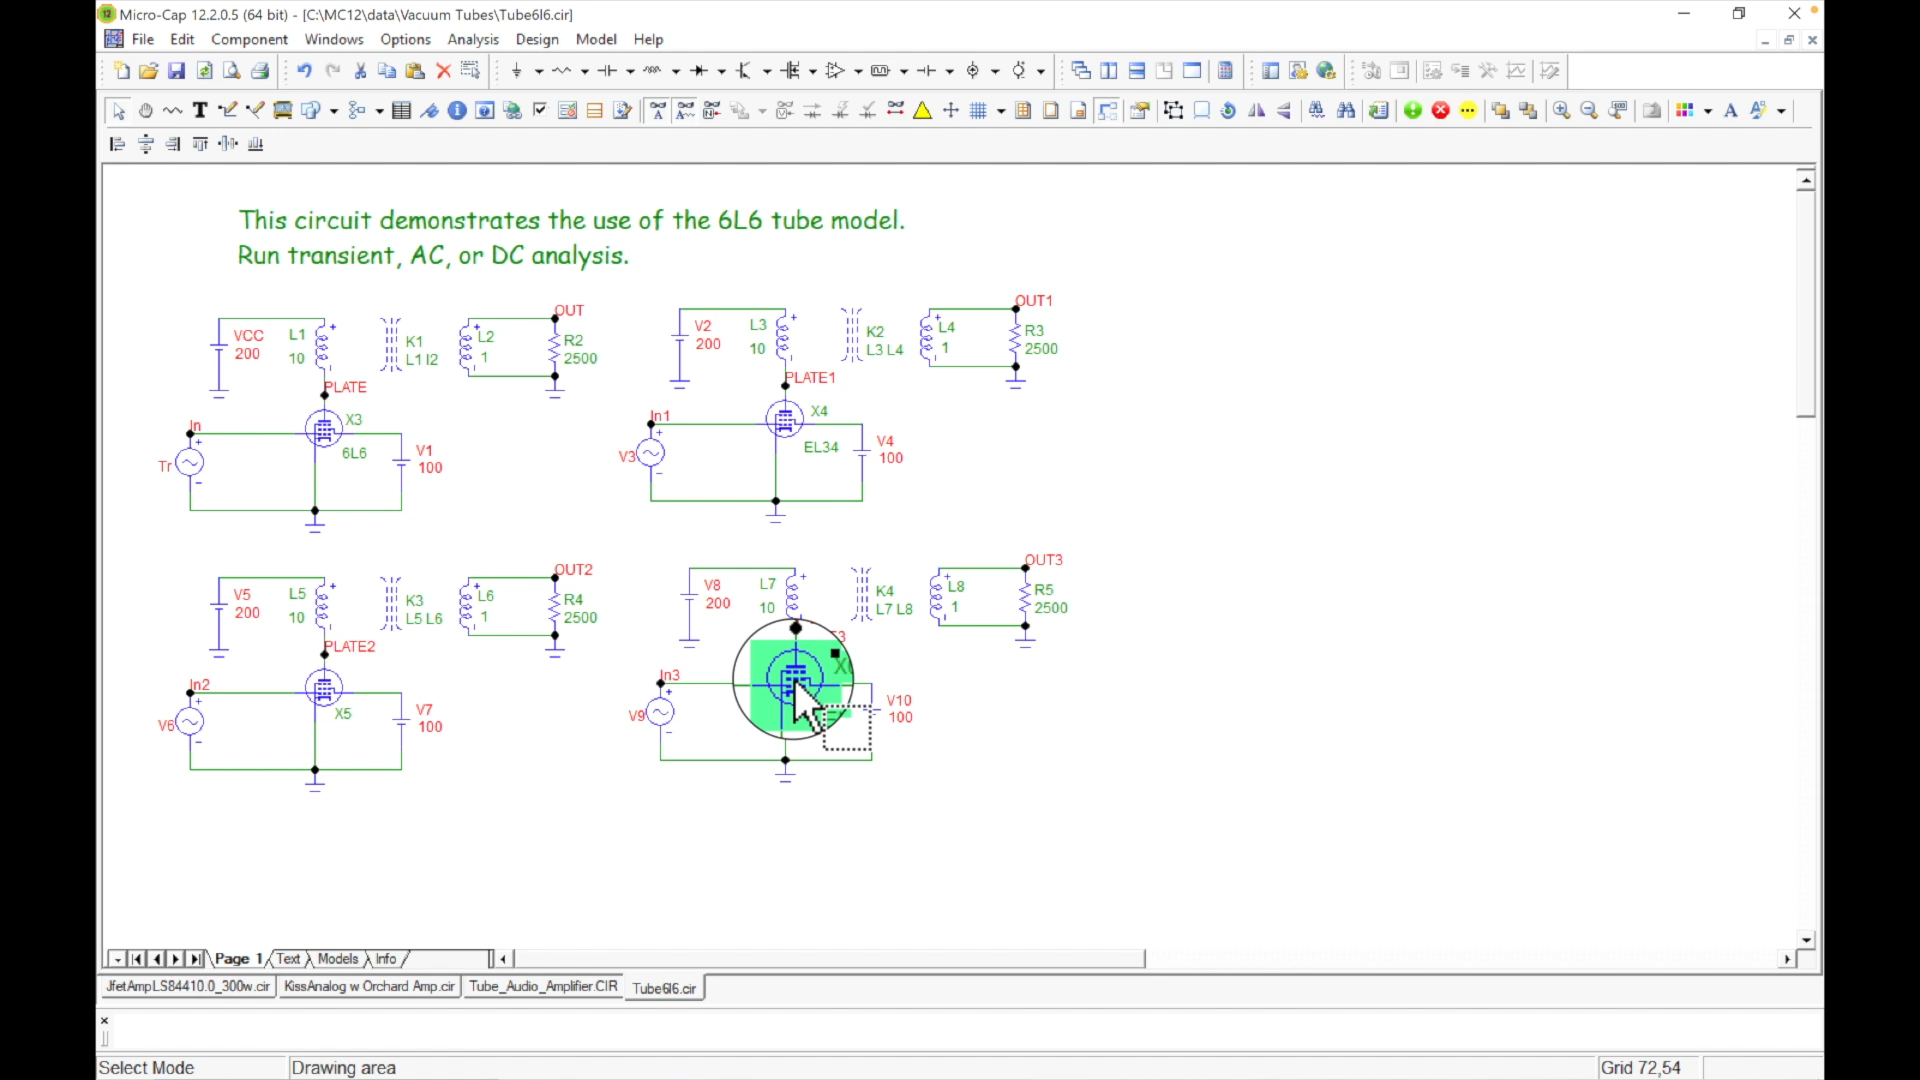 Micro-Cap 12.2.0.5 (64 bit) - [C:\MC12\data\Vacuum Tubes\Tube6l6.cir]
File Edit Component Windows Options Analysis Design Model Help
This circuit demonstrates the use of the 6L6 tube model.
Run transient, AC, or DC analysis.
VCC
200
L1
10
K1
L1 l2
L2
1
OUT
R2
2500
PLATE
In
Tr
X3
6L6
V1
100
V2
200
L3
10
K2
L3 L4
L4
1
OUT1
R3
2500
PLATE1
In1
V3
X4
EL34
V4
100
V5
200
L5
10
K3
L5 L6
L6
1
OUT2
R4
2500
PLATE2
In2
V6
X5
V7
100
V8
200
L7
10
K4
L7 L8
L8
1
OUT3
R5
2500
In3
V9
V10
100
Page 1 Text Models Info
JfetAmpLS84410.0_300w.cir KissAnalog w Orchard Amp.cir Tube_Audio_Amplifier.CIR Tube6l6.cir
Select Mode Drawing area Grid 72,54